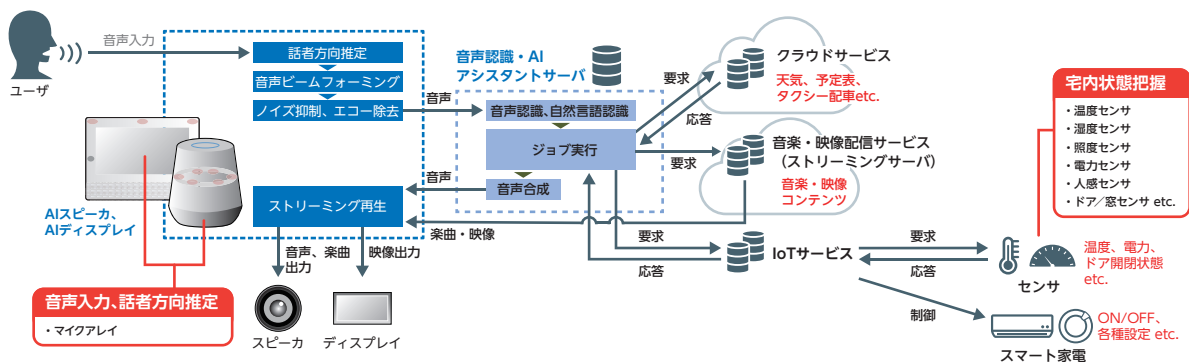 音声入力
ユーザ
話者方向推定
音声ビームフォーミング
ノイズ抑制、エコー除去
AIスピーカ、
AIディスプレイ
ストリーミング再生
音声入力、話者方向推定
・マイクアレイ
音声、楽曲
出力
映像出力
スピーカ
ディスプレイ
音声
音声
楽曲・映像
音声認識・AI
アシスタントサーバ
音声認識、自然言語認識
ジョブ実行
音声合成
要求
応答
要求
要求
応答
クラウドサービス
天気、予定表、
タクシー配車etc.
音楽・映像配信サービス
（ストリーミングサーバ）
音楽・映像
コンテンツ
IoTサービス
要求
応答
制御
宅内状態把握
・温度センサ
・湿度センサ
・照度センサ
・電力センサ
・人感センサ
・ドア／窓センサ etc.
センサ
温度、電力、
ドア開閉状態
etc.
スマート家電
ON/OFF、
各種設定 etc.